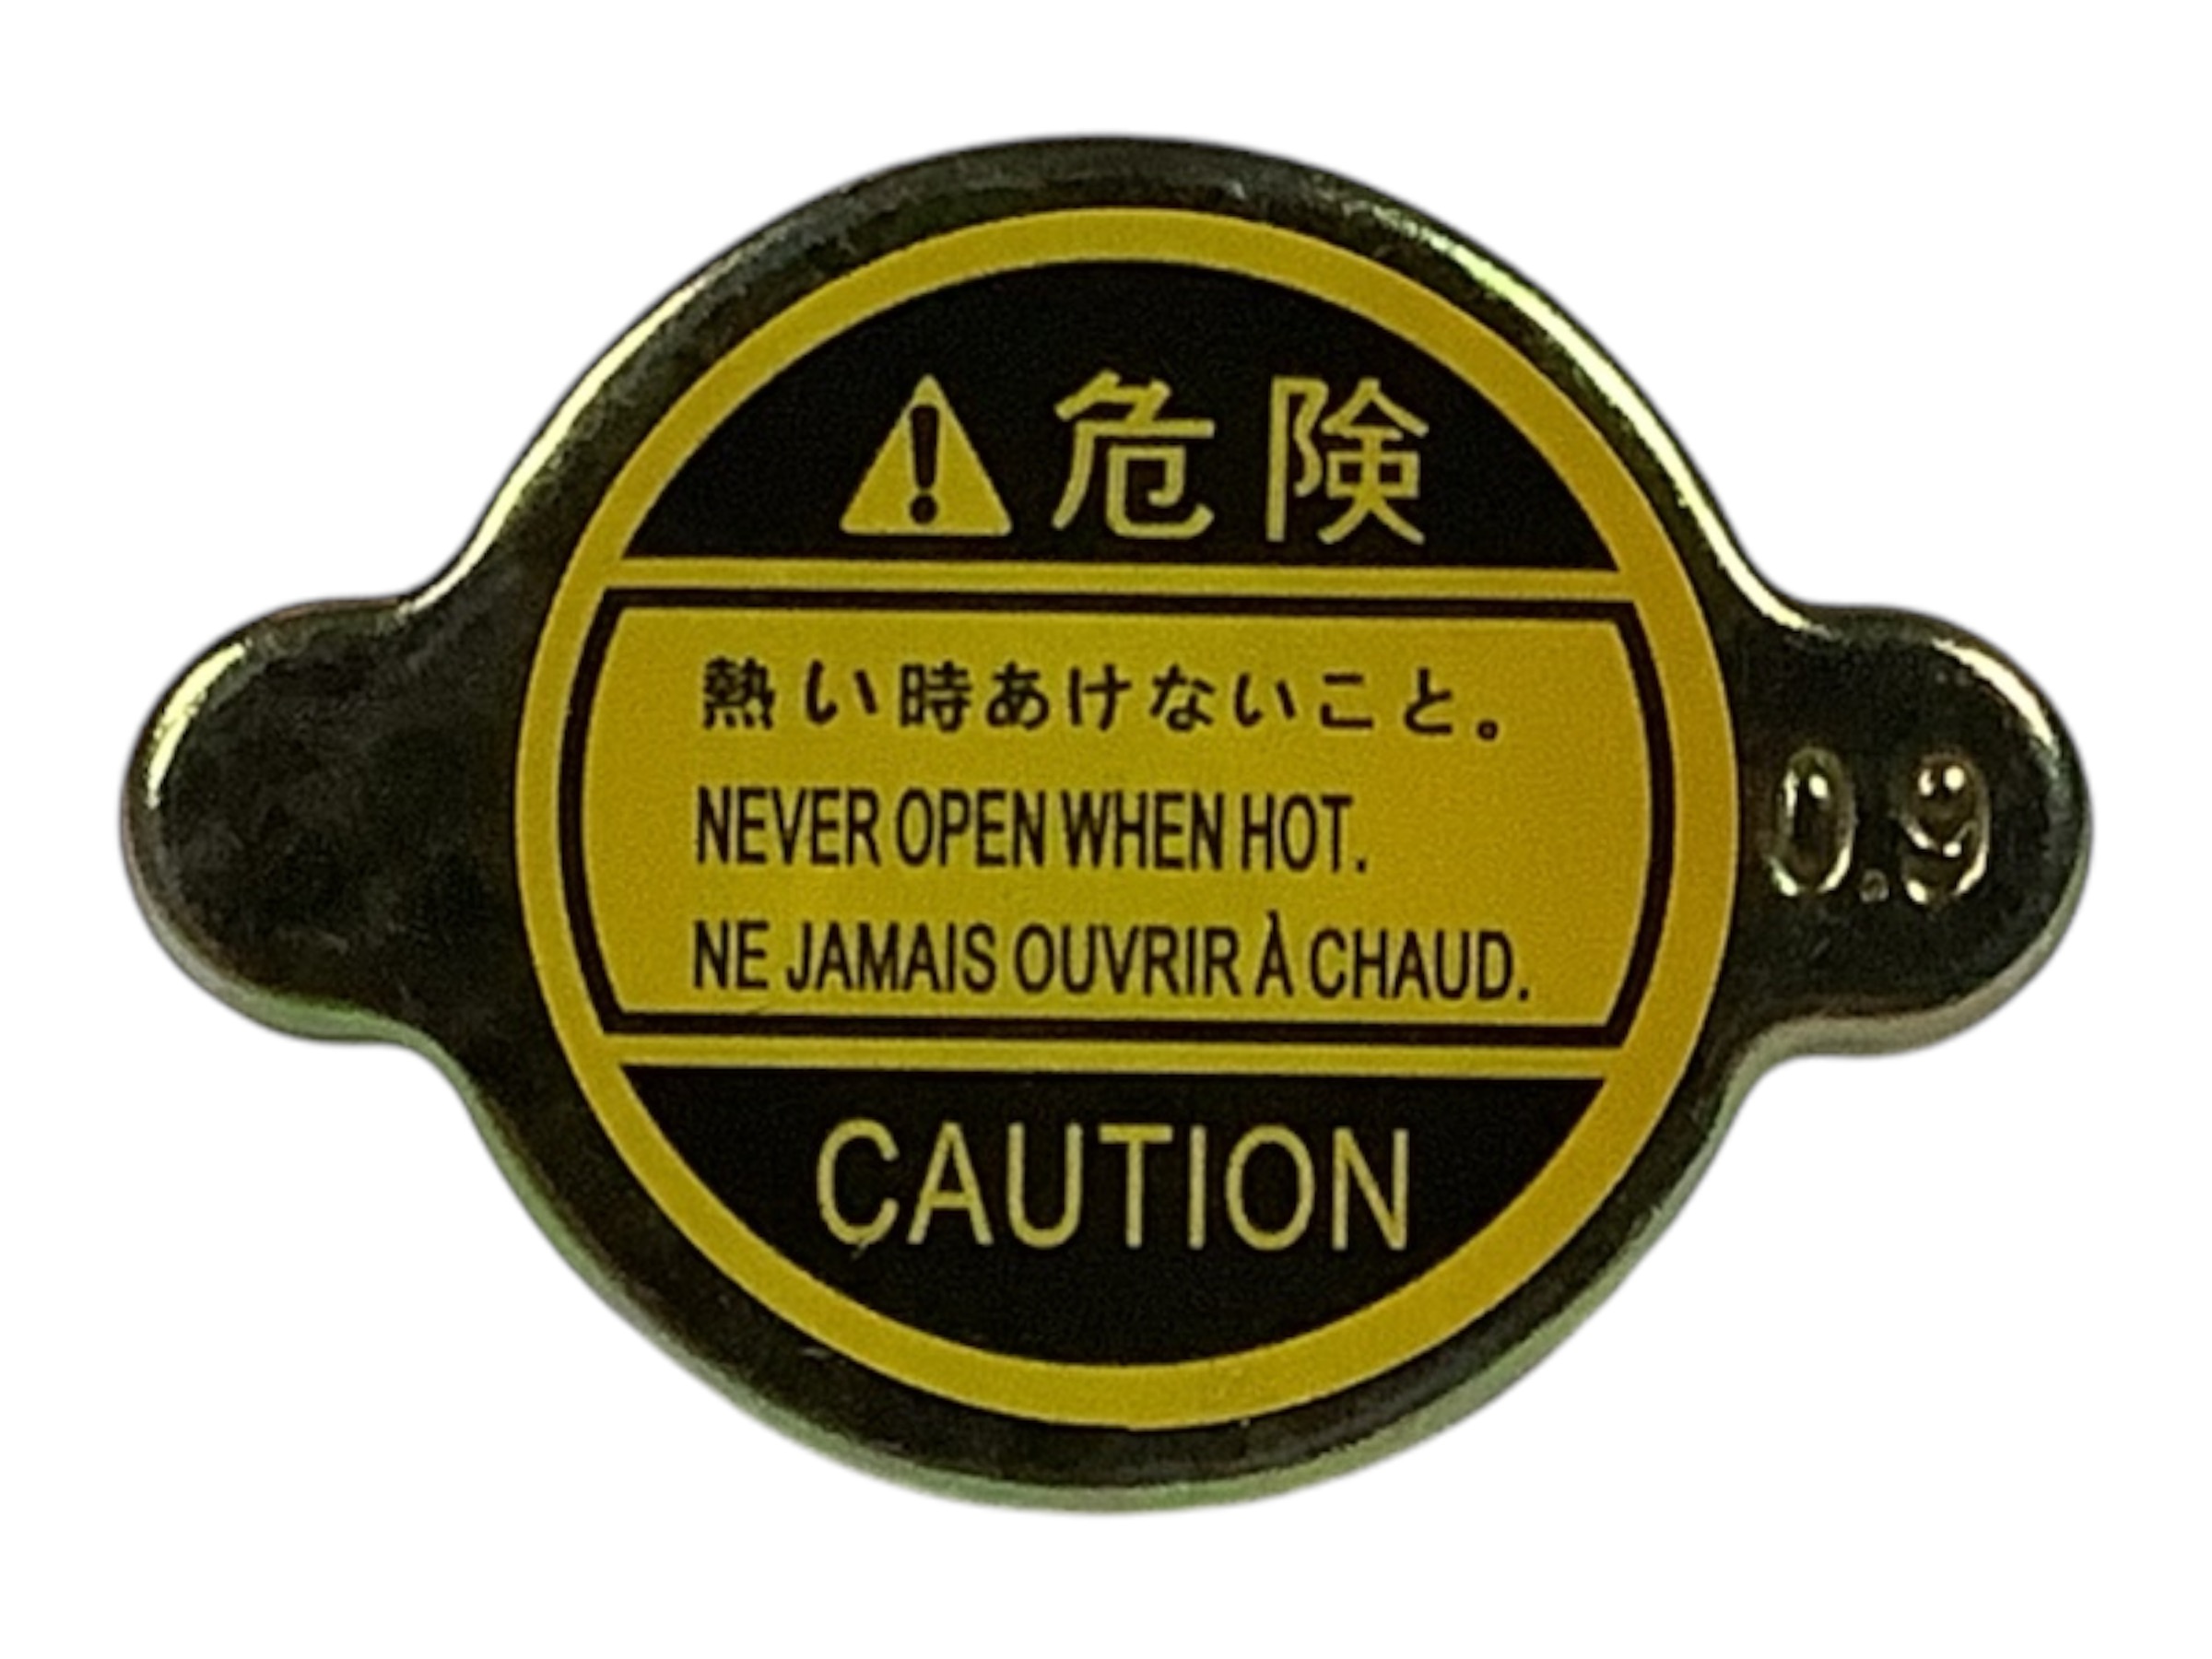 危険
熱い時あけないこと。
NEVER OPEN WHEN HOT.
NE JAMAIS OUVRIR À CHAUD.
0.9
CAUTION